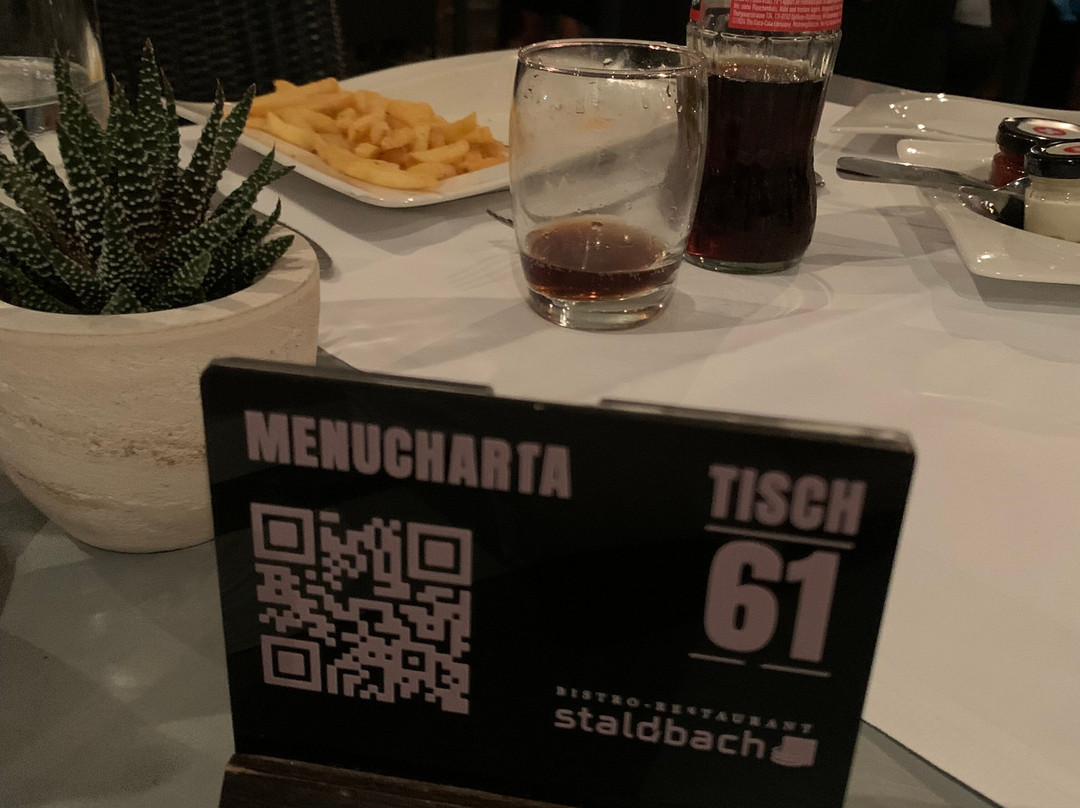 MENUCHARTA
TISCH
61
BISTRO-RESTAURANT
staldbach